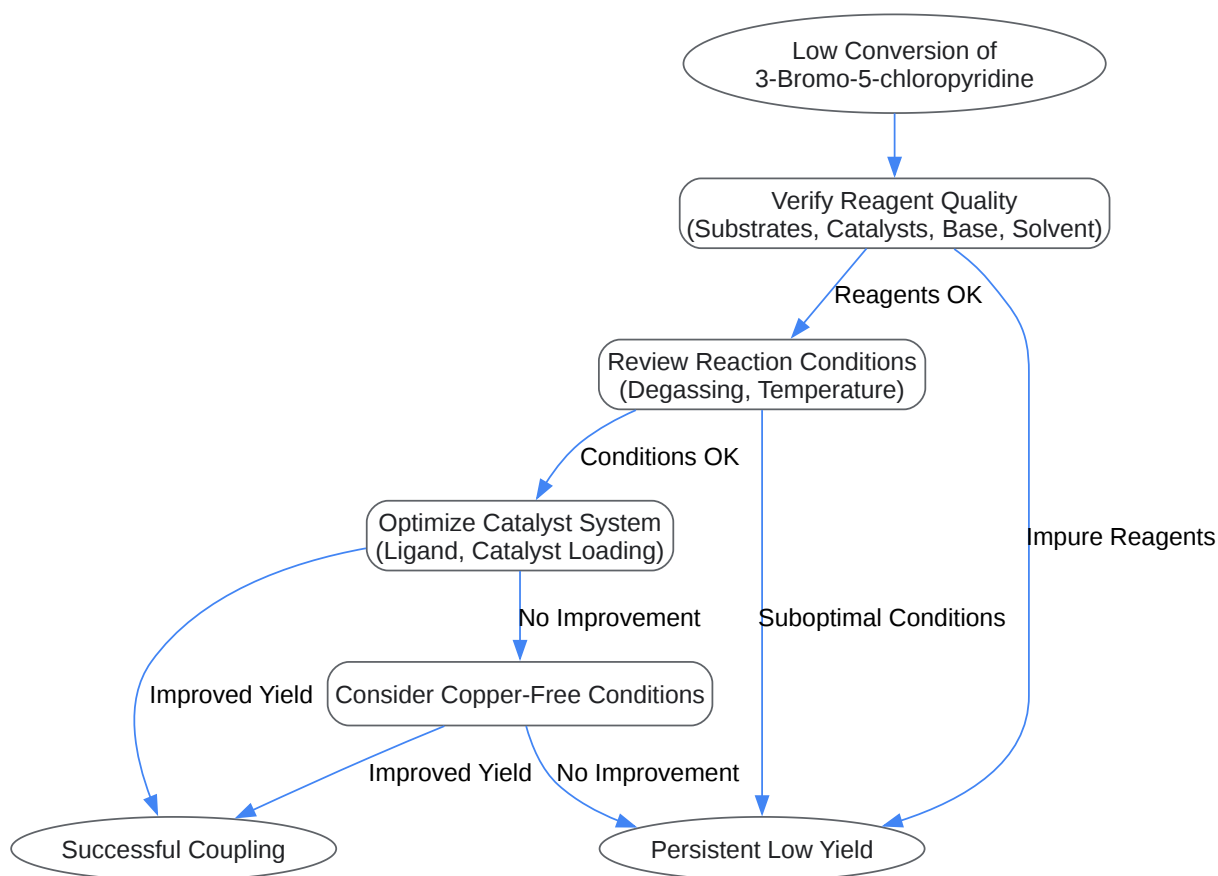 Low Conversion of
3-Bromo-5-chloropyridine
Verify Reagent Quality
(Substrates, Catalysts, Base, Solvent)
Reagents OK
Review Reaction Conditions
(Degassing, Temperature)
Conditions OK
Optimize Catalyst System
(Ligand, Catalyst Loading)
Impure Reagents
No Improvement
Suboptimal Conditions
Improved Yield
Consider Copper-Free Conditions
Improved Yield
No Improvement
Successful Coupling
Persistent Low Yield